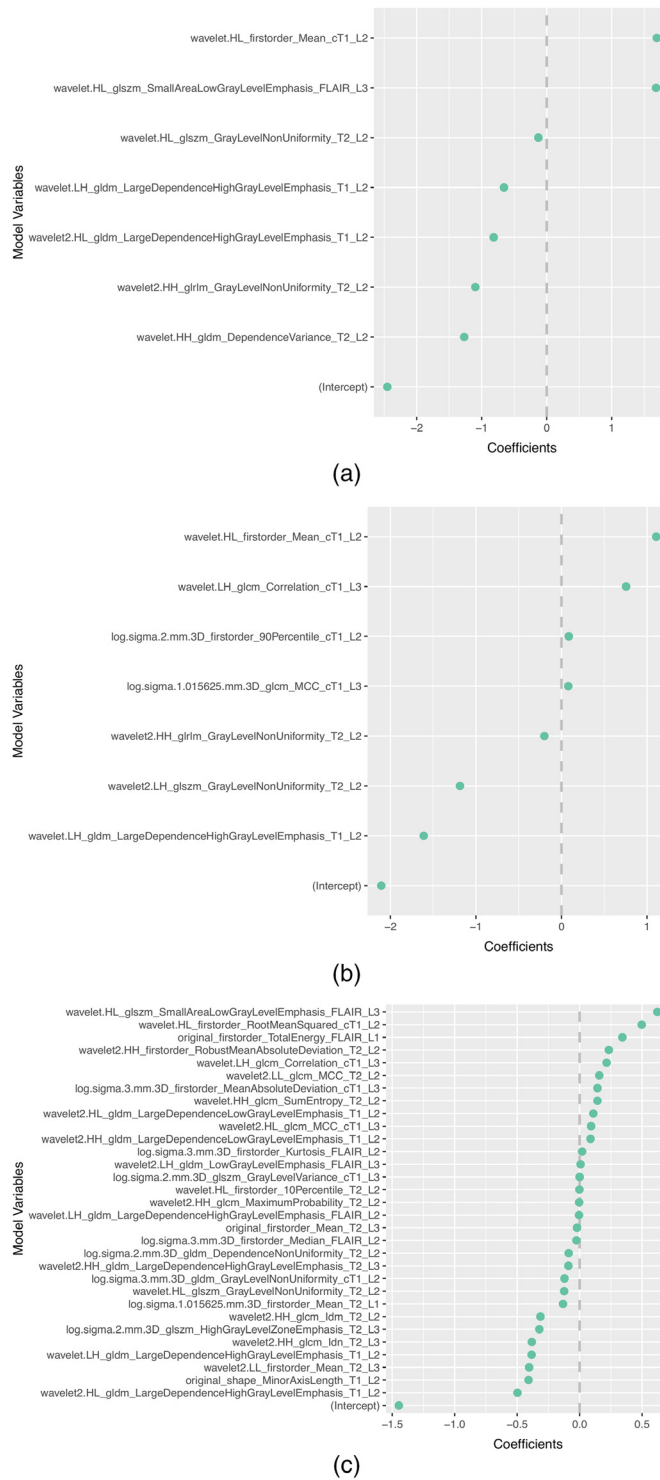 wavelet.HL_firstorder_Mean_cT1_L2
wavelet.HL_glszm_SmallAreaLowGrayLevelEmphasis_FLAIR_L3
wavelet.HL_glszm_GrayLevelNonUniformity_T2_L2
wavelet.LH_gldm_LargeDependenceHighGrayLevelEmphasis_T1_L2
wavelet2.HL_gldm_LargeDependenceHighGrayLevelEmphasis_T1_L2
wavelet2.HH_glrlm_GrayLevelNonUniformity_T2_L2
wavelet.HH_gldm_DependenceVariance_T2_L2
(Intercept)
Model Variables
−2 −1 0 1
Coefficients
(a)
wavelet.HL_firstorder_Mean_cT1_L2
wavelet.LH_glcm_Correlation_cT1_L3
log.sigma.2.mm.3D_firstorder_90Percentile_cT1_L2
log.sigma.1.015625.mm.3D_glcm_MCC_cT1_L3
wavelet2.HH_glrlm_GrayLevelNonUniformity_T2_L2
wavelet2.LH_glszm_GrayLevelNonUniformity_T2_L2
wavelet.LH_gldm_LargeDependenceHighGrayLevelEmphasis_T1_L2
(Intercept)
Model Variables
−2 −1 0 1
Coefficients
(b)
wavelet.HL_glszm_SmallAreaLowGrayLevelEmphasis_FLAIR_L3
wavelet.HL_firstorder_RootMeanSquared_cT1_L2
original_firstorder_TotalEnergy_FLAIR_L1
wavelet2.HH_firstorder_RobustMeanAbsoluteDeviation_T2_L2
wavelet.LH_glcm_Correlation_cT1_L3
wavelet2.LL_glcm_MCC_T2_L2
log.sigma.3.mm.3D_firstorder_MeanAbsoluteDeviation_cT1_L3
wavelet.HH_glcm_SumEntropy_T2_L2
wavelet2.HL_gldm_LargeDependenceLowGrayLevelEmphasis_T1_L2
wavelet2.HL_glcm_MCC_cT1_L3
wavelet2.HH_gldm_LargeDependenceLowGrayLevelEmphasis_T1_L2
log.sigma.3.mm.3D_firstorder_Kurtosis_FLAIR_L2
wavelet2.LH_gldm_LowGrayLevelEmphasis_FLAIR_L3
log.sigma.2.mm.3D_glszm_GrayLevelVariance_cT1_L3
wavelet.HL_firstorder_10Percentile_T2_L2
wavelet2.HH_glcm_MaximumProbability_T2_L2
wavelet.LH_gldm_LargeDependenceHighGrayLevelEmphasis_FLAIR_L2
original_firstorder_Mean_T2_L3
log.sigma.3.mm.3D_firstorder_Median_FLAIR_L2
log.sigma.2.mm.3D_gldm_DependenceNonUniformity_T2_L2
wavelet2.HH_gldm_LargeDependenceHighGrayLevelEmphasis_T2_L3
log.sigma.3.mm.3D_gldm_GrayLevelNonUniformity_cT1_L2
wavelet.HL_glszm_GrayLevelNonUniformity_T2_L2
log.sigma.1.015625.mm.3D_firstorder_Mean_T2_L1
wavelet2.HH_glcm_Idm_T2_L2
log.sigma.2.mm.3D_glszm_HighGrayLevelZoneEmphasis_T2_L3
wavelet2.HH_glcm_Idn_T2_L3
wavelet.LH_gldm_LargeDependenceHighGrayLevelEmphasis_T1_L2
wavelet2.LL_firstorder_Mean_T2_L3
original_shape_MinorAxisLength_T1_L2
wavelet2.HL_gldm_LargeDependenceHighGrayLevelEmphasis_T1_L2
(Intercept)
Model Variables
−1.5 −1.0 −0.5 0.0 0.5
Coefficients
(c)